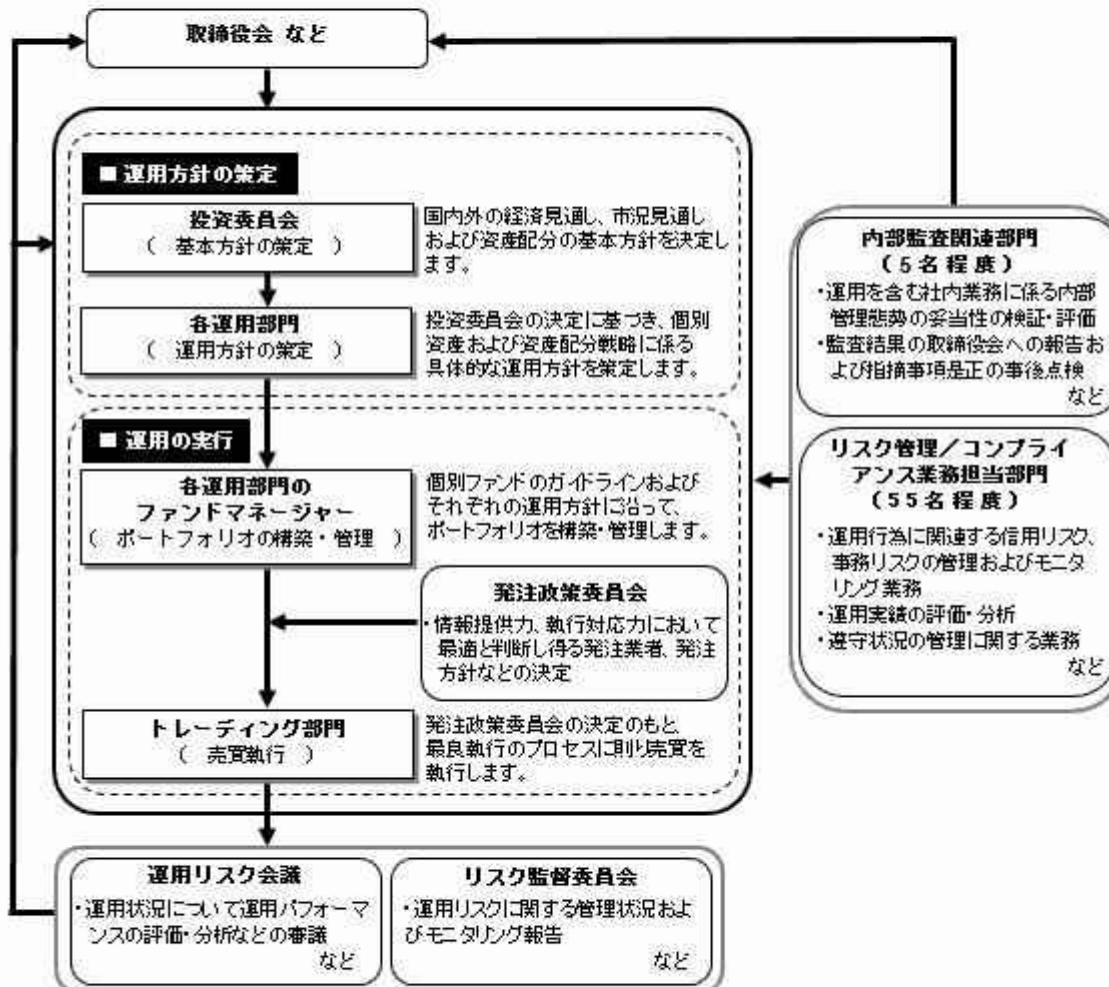 取締役会 など
■ 運用方針の策定
投資委員会
( 基本方針の策定 )
国内外の経済見通し、市況見通し
および資産配分の基本方針を決定し
ます。
各運用部門
( 運用方針の策定 )
投資委員会の決定に基づき、個別
資産および資産配分戦略に係る
具体的な運用方針を策定します。
■ 運用の実行
各運用部門の
ファンドマネージャー
( ポートフォリオの構築・管理 )
個別ファンドのガイドラインおよび
それぞれの運用方針に沿って、
ポートフォリオを構築・管理します。
発注政策委員会
・情報提供力、執行対応力において
最適と判断し得る発注業者、発注
方針などの決定
トレーディング部門
( 売買執行 )
発注政策委員会の決定のもと、
最良執行のプロセスに則り売買を
執行します。
運用リスク会議
・運用状況について運用パフォーマ
ンスの評価・分析などの審議
など
リスク監督委員会
・運用リスクに関する管理状況およ
びモニタリング報告
など
内部監査関連部門
(5名程度)
・運用を含む社内業務に係る内部
管理態勢の妥当性の検証・評価
・監査結果の取締役会への報告お
よび指摘事項是正の事後点検
など
リスク管理/コンプライ
アンス業務担当部門
(55名程度)
・運用行為に関連する信用リスク、
事務リスクの管理およびモニタ
リング業務
・運用実績の評価・分析
・遵守状況の管理に関する業務
など